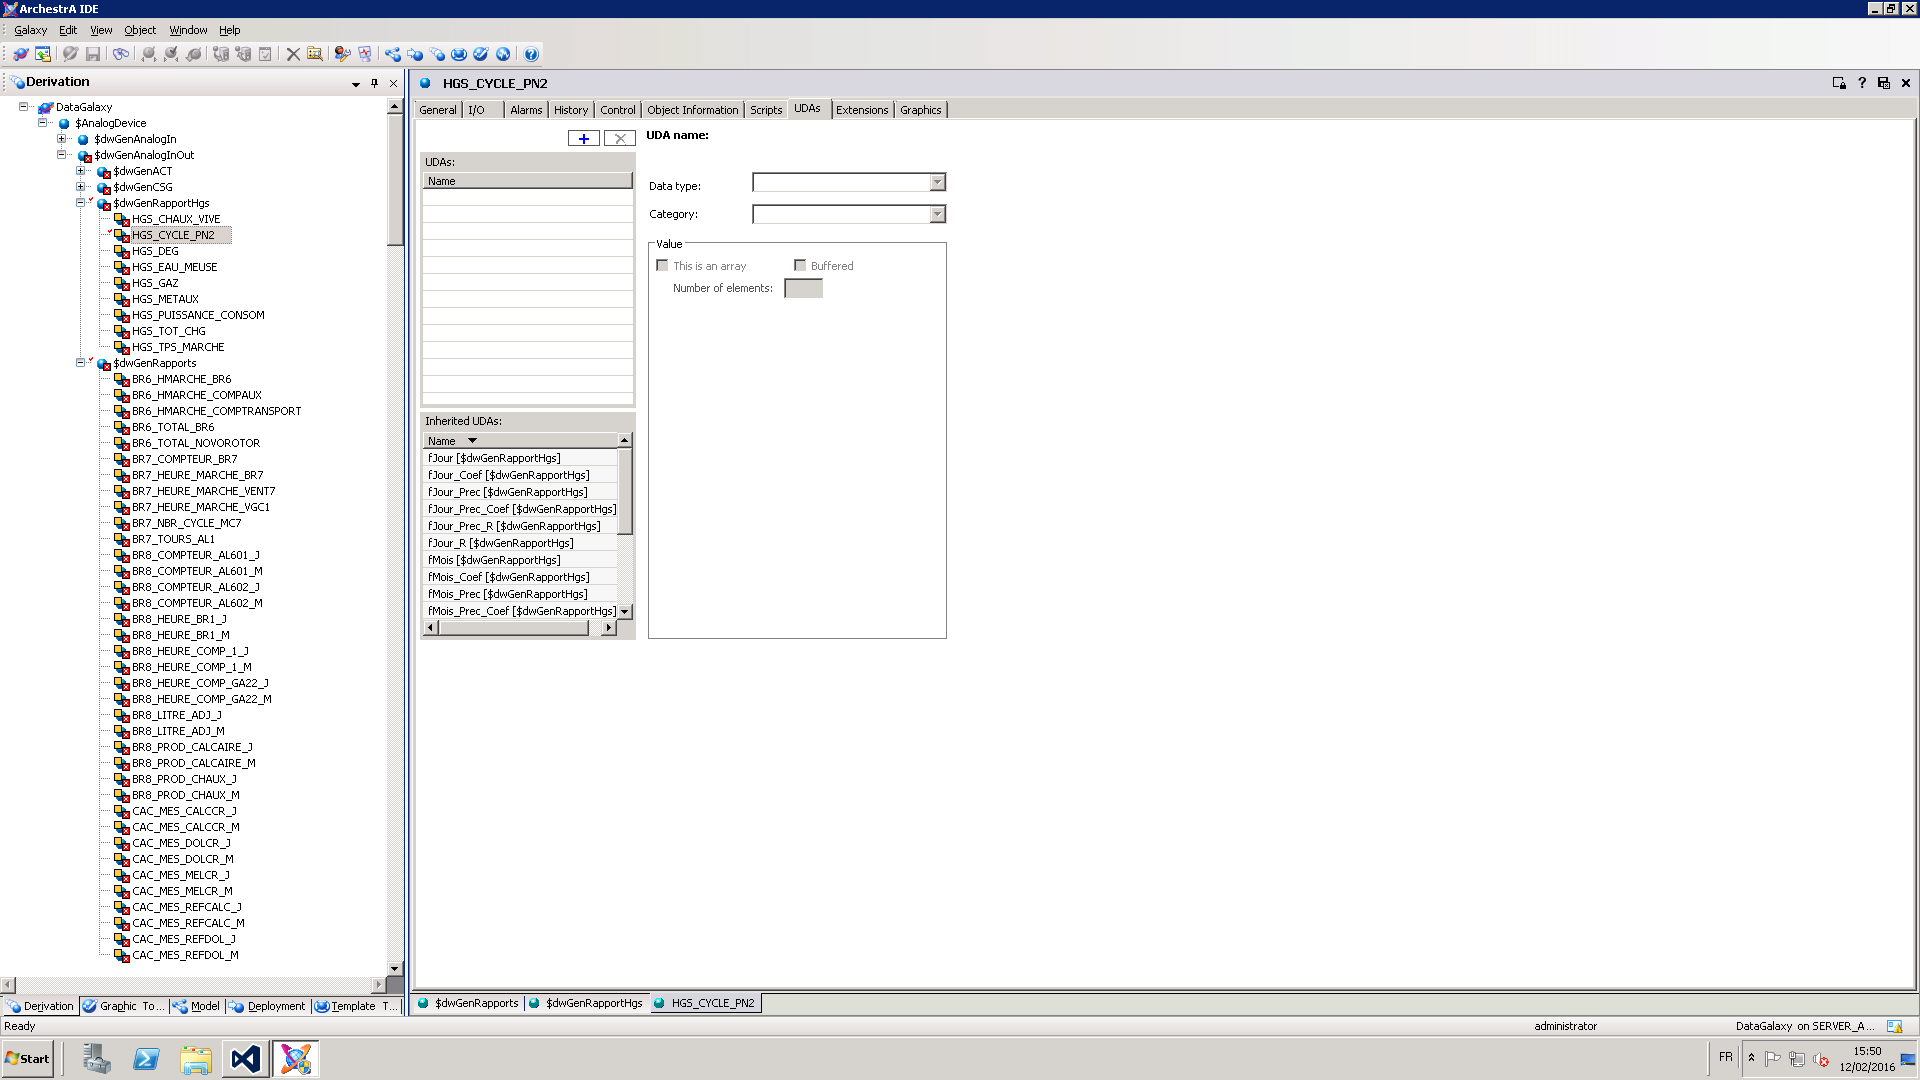 ArchestrA IDE
Galaxy Edit View Object Window Help
Derivation
DataGalaxy
$AnalogDevice
$dwGenAnalogIn
$dwGenAnalogInOut
$dwGenACT
$dwGenCSG
$dwGenRapportHgs
HGS_CHAUX_VIVE
HGS_CYCLE_PN2
HGS_DEG
HGS_EAU_MEUSE
HGS_GAZ
HGS_METAUX
HGS_PUISSANCE_CONSOM
HGS_TOT_CHG
HGS_TPS_MARCHE
$dwGenRapports
BR6_HMARCHE_BR6
BR6_HMARCHE_COMPAUX
BR6_HMARCHE_COMPTRANSPORT
BR6_TOTAL_BR6
BR6_TOTAL_NOVOROTOR
BR7_COMPTEUR_BR7
BR7_HEURE_MARCHE_BR7
BR7_HEURE_MARCHE_VENT7
BR7_HEURE_MARCHE_VGC1
BR7_NBR_CYCLE_MC7
BR7_TOURS_AL1
BR8_COMPTEUR_AL601_J
BR8_COMPTEUR_AL601_M
BR8_COMPTEUR_AL602_J
BR8_COMPTEUR_AL602_M
BR8_HEURE_BR1_J
BR8_HEURE_BR1_M
BR8_HEURE_COMP_1_J
BR8_HEURE_COMP_1_M
BR8_HEURE_COMP_GA22_J
BR8_HEURE_COMP_GA22_M
BR8_LITRE_ADJ_J
BR8_LITRE_ADJ_M
BR8_PROD_CALCAIRE_J
BR8_PROD_CALCAIRE_M
BR8_PROD_CHAUX_J
BR8_PROD_CHAUX_M
CAC_MES_CALCCR_J
CAC_MES_CALCCR_M
CAC_MES_DOLCR_J
CAC_MES_DOLCR_M
CAC_MES_MELCR_J
CAC_MES_MELCR_M
CAC_MES_REFCALC_J
CAC_MES_REFCALC_M
CAC_MES_REFDOL_J
CAC_MES_REFDOL_M
Derivation Graphic To... Model Deployment Template T...
HGS_CYCLE_PN2
General I/O Alarms History Control Object Information Scripts UDAs Extensions Graphics
UDAs:
Name
Inherited UDAs:
Name
fJour [$dwGenRapportHgs]
fJour_Coef [$dwGenRapportHgs]
fJour_Prec [$dwGenRapportHgs]
fJour_Prec_Coef [$dwGenRapportHgs]
fJour_Prec_R [$dwGenRapportHgs]
fJour_R [$dwGenRapportHgs]
fMois [$dwGenRapportHgs]
fMois_Coef [$dwGenRapportHgs]
fMois_Prec [$dwGenRapportHgs]
fMois_Prec_Coef [$dwGenRapportHgs]
UDA name:
Data type:
Category:
Value
This is an array Buffered
Number of elements:
$dwGenRapports $dwGenRapportHgs HGS_CYCLE_PN2
Ready administrator DataGalaxy on SERVER_A...
Start FR 15:50
12/02/2016